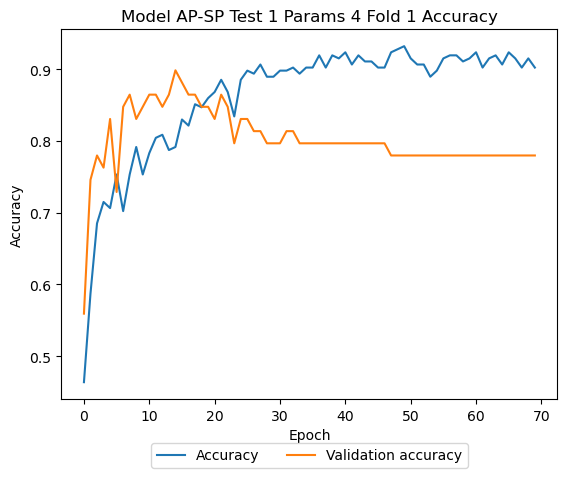 Model AP-SP Test 1 Params 4 Fold 1 Accuracy
0.9
0.8
0.7
0.6
0.5
Accuracy
0 10 20 30 40 50 60 70
Epoch
Accuracy Validation accuracy